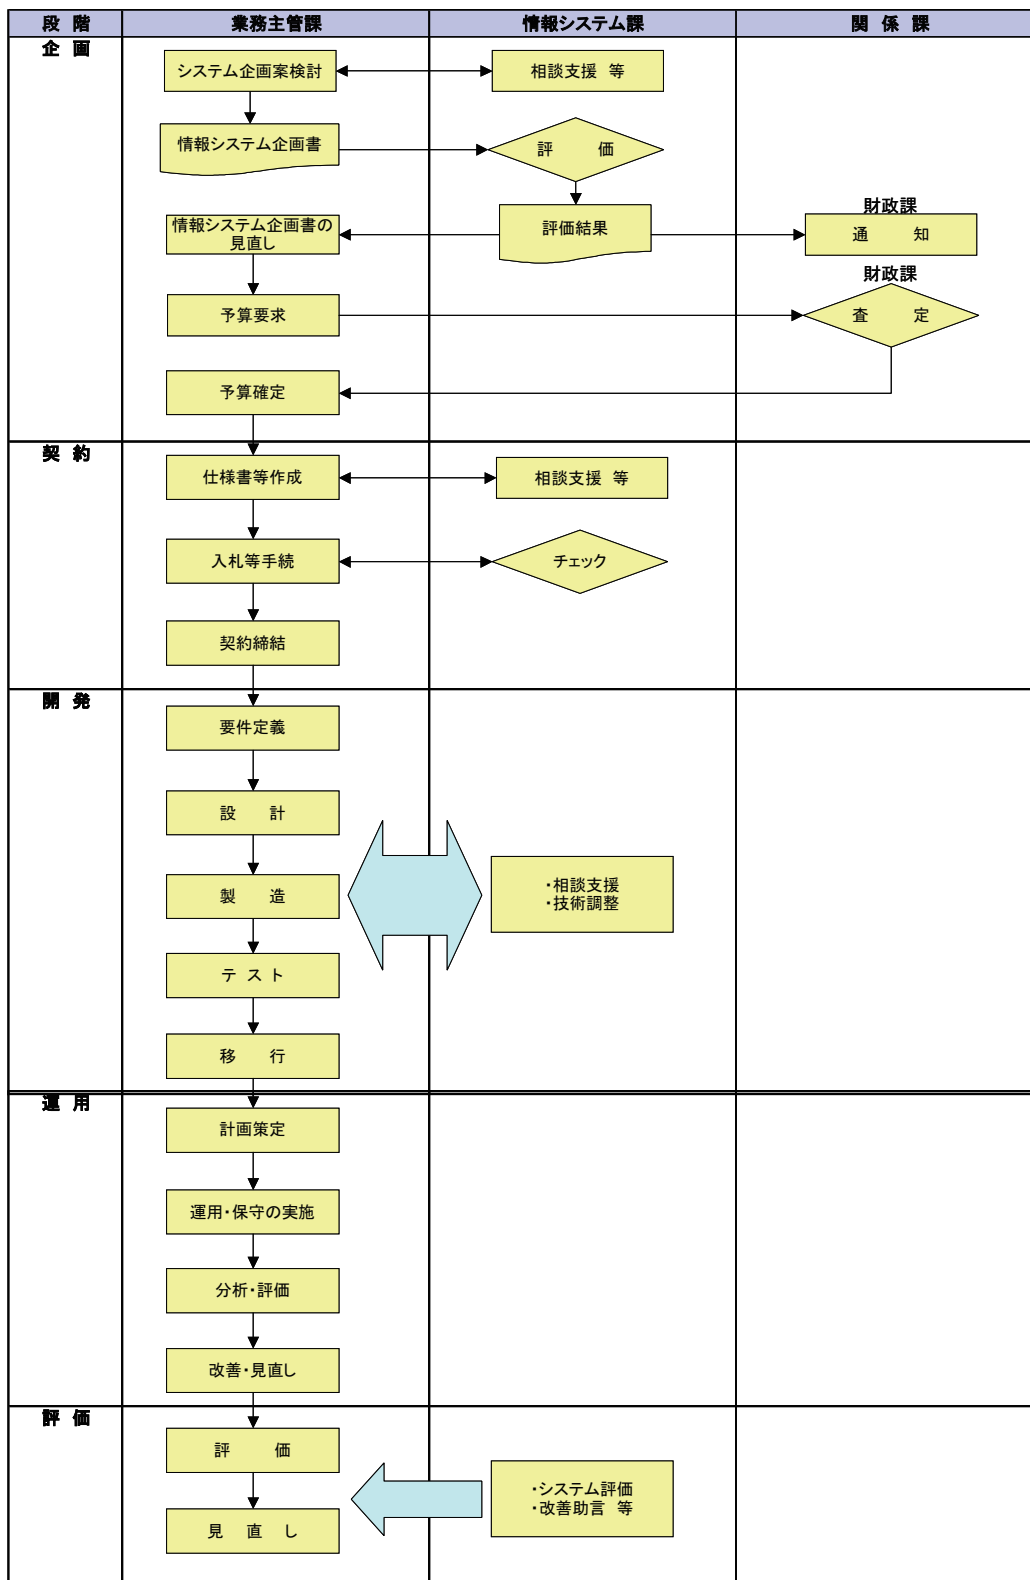 段 階 業務主管課 情報システム課 関 係 課
企 画
システム企画案検討 相談支援 等
情報システム企画書 評 価
財政課
情報システム企画書の
見直し
評価結果 通 知
財政課
予算要求 査 定
予算確定
契 約
仕様書等作成 相談支援 等
入札等手続 チェック
契約締結
開 発
要件定義
設 計
製 造
・相談支援
・技術調整
テ ス ト
移 行
運 用
計画策定
運用・保守の実施
分析・評価
改善・見直し
評 価
評 価
・システム評価
・改善助言 等
見 直 し